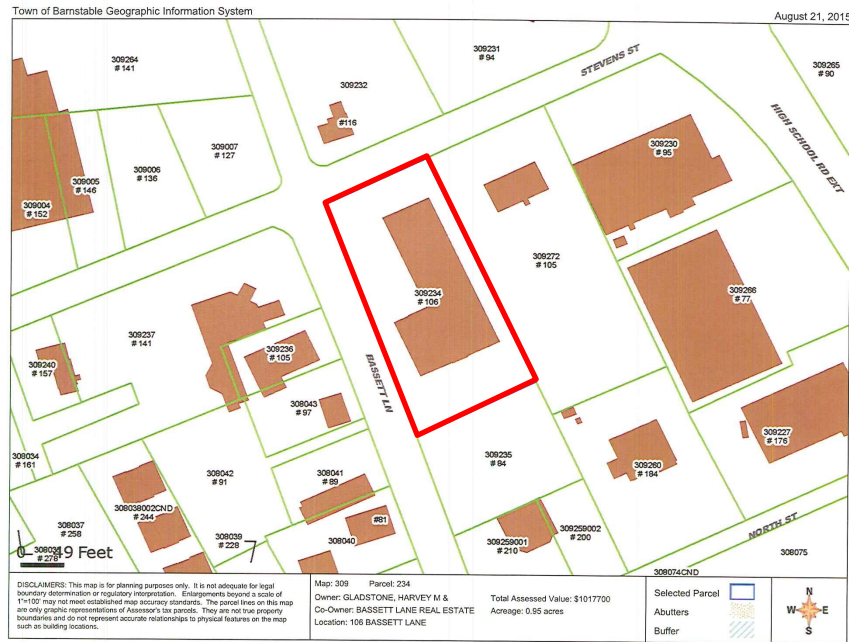 Town of Barnstable Geographic Information System
August 21, 2015
309264
# 141
309231
# 94
STEVENS ST
309265
# 90
309232
#116
309007
# 127
309006
# 136
309005
# 146
309004
# 152
HIGH SCHOOL RD EXT
309230
# 95
309272
# 105
309234
# 106
309266
# 77
309237
# 141
309236
# 105
309240
# 157
BASSETT LN
308043
# 97
309227
# 176
308034
# 161
309235
# 84
309260
# 184
308042
# 91
308041
# 89
308038002CND
# 244
#81
308037
# 258
308039
# 228
308040
309259001
# 210
309259002
# 200
NORTH ST
308075
# 276
49 Feet
308074CND
DISCLAIMERS: This map is for planning purposes only. It is not adequate for legal
boundary determination or regulatory interpretation. Enlargements beyond a scale of
1"=100' may not meet established map accuracy standards. The parcel lines on this map
are only graphic representations of Assessor's tax parcels. They are not true property
boundaries and do not represent accurate relationships to physical features on the map
such as building locations.
Map: 309 Parcel: 234
Owner: GLADSTONE, HARVEY M &
Co-Owner: BASSETT LANE REAL ESTATE
Location: 106 BASSETT LANE
Total Assessed Value: $1017700
Acreage: 0.95 acres
Selected Parcel
Abutters
Buffer
N
W E
S